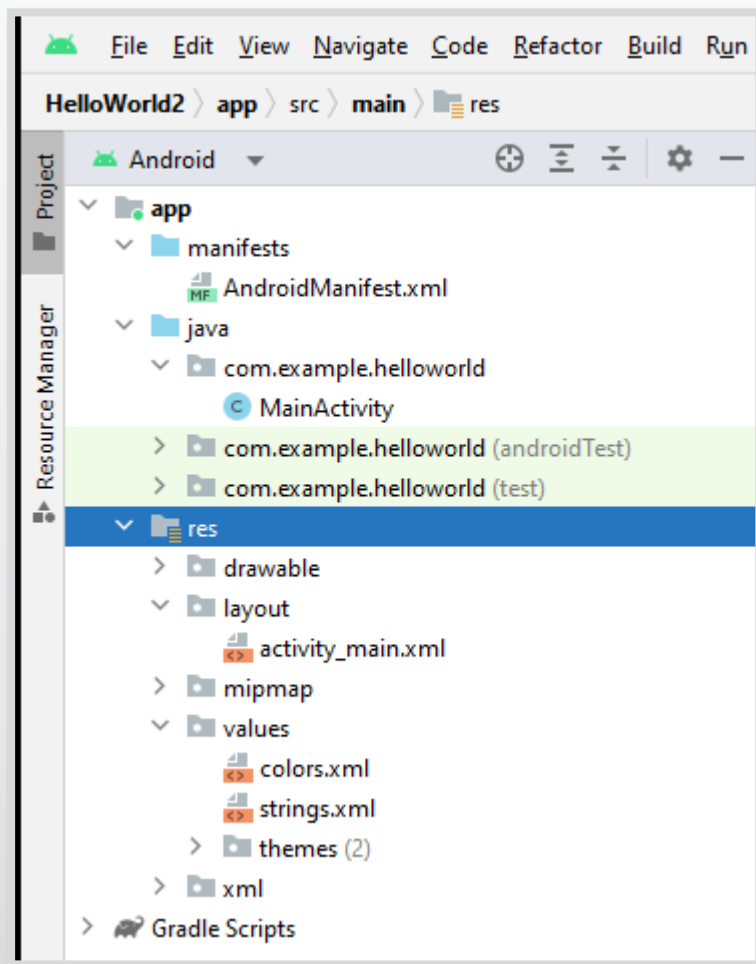 File Edit View Navigate Code Refactor Build Run
HelloWorld2 app src main res
Project
Resource Manager
Android
app
manifests
MF AndroidManifest.xml
java
com.example.helloworld
C MainActivity
com.example.helloworld (androidTest)
com.example.helloworld (test)
res
drawable
layout
<> activity_main.xml
mipmap
values
<> colors.xml
<> strings.xml
themes (2)
xml
Gradle Scripts